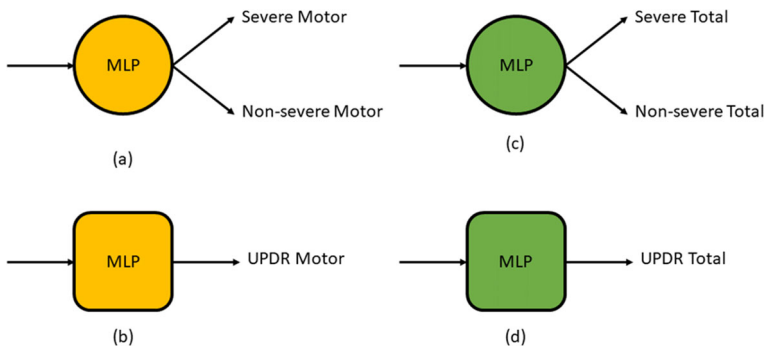 Severe Motor
MLP
Non-severe Motor
(a)
Severe Total
MLP
Non-severe Total
(c)
MLP
UPDR Motor
(b)
MLP
UPDR Total
(d)